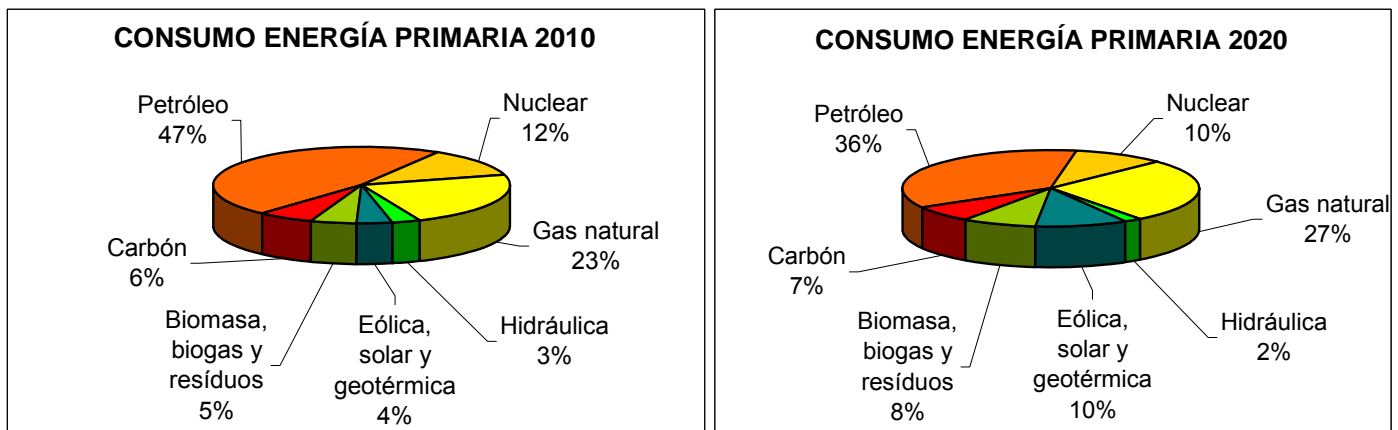 CONSUMO ENERGÍA PRIMARIA 2010
Petróleo
47%
Nuclear
12%
Gas natural
23%
Carbón
6%
Biomasa,
biogas y
resíduos
5%
Eólica,
solar y
geotérmica
4%
Hidráulica
3%
CONSUMO ENERGÍA PRIMARIA 2020
Petróleo
36%
Nuclear
10%
Gas natural
27%
Carbón
7%
Biomasa,
biogas y
resíduos
8%
Eólica,
solar y
geotérmica
10%
Hidráulica
2%